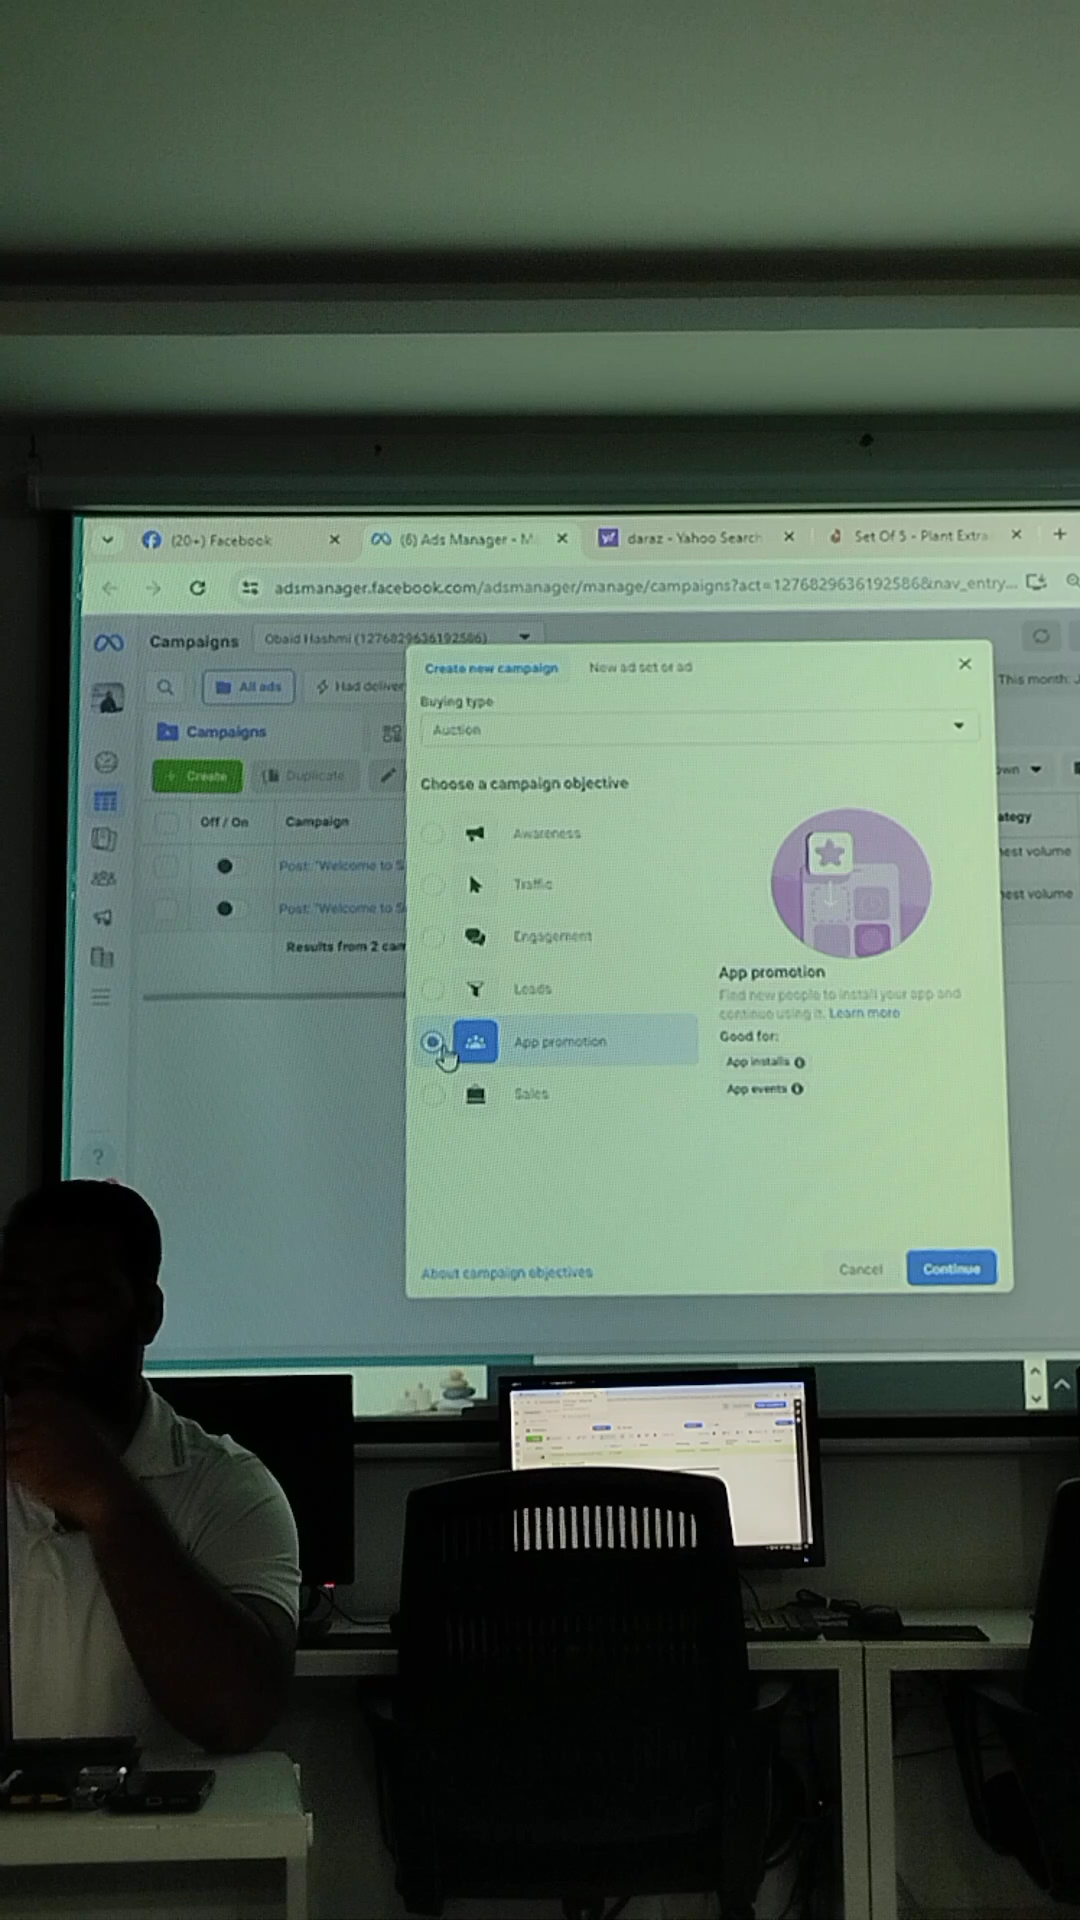 (20+) Facebook
(6) Ads Manager - M
daraz - Yahoo Search
Set Of 5 - Plant Extra
adsmanager.facebook.com/adsmanager/manage/campaigns?act=1276829636192586&nav_entry...
Campaigns
Obaid Hashmi (1276829636192586)
Create new campaign
New ad set or ad
All ads
Had deliver
This month: J
Buying type
Campaigns
Auction
+ Create
Duplicate
Choose a campaign objective
own
Off / On
Campaign
Awareness
ategy
Post: "Welcome to S
Traffic
nest volume
Post: "Welcome to S
Engagement
hest volume
Results from 2 cam
App promotion
Leads
Find new people to install your app and
continue using it. Learn more
Good for:
App promotion
App installs
App events
Sales
?
About campaign objectives
Cancel
Continue